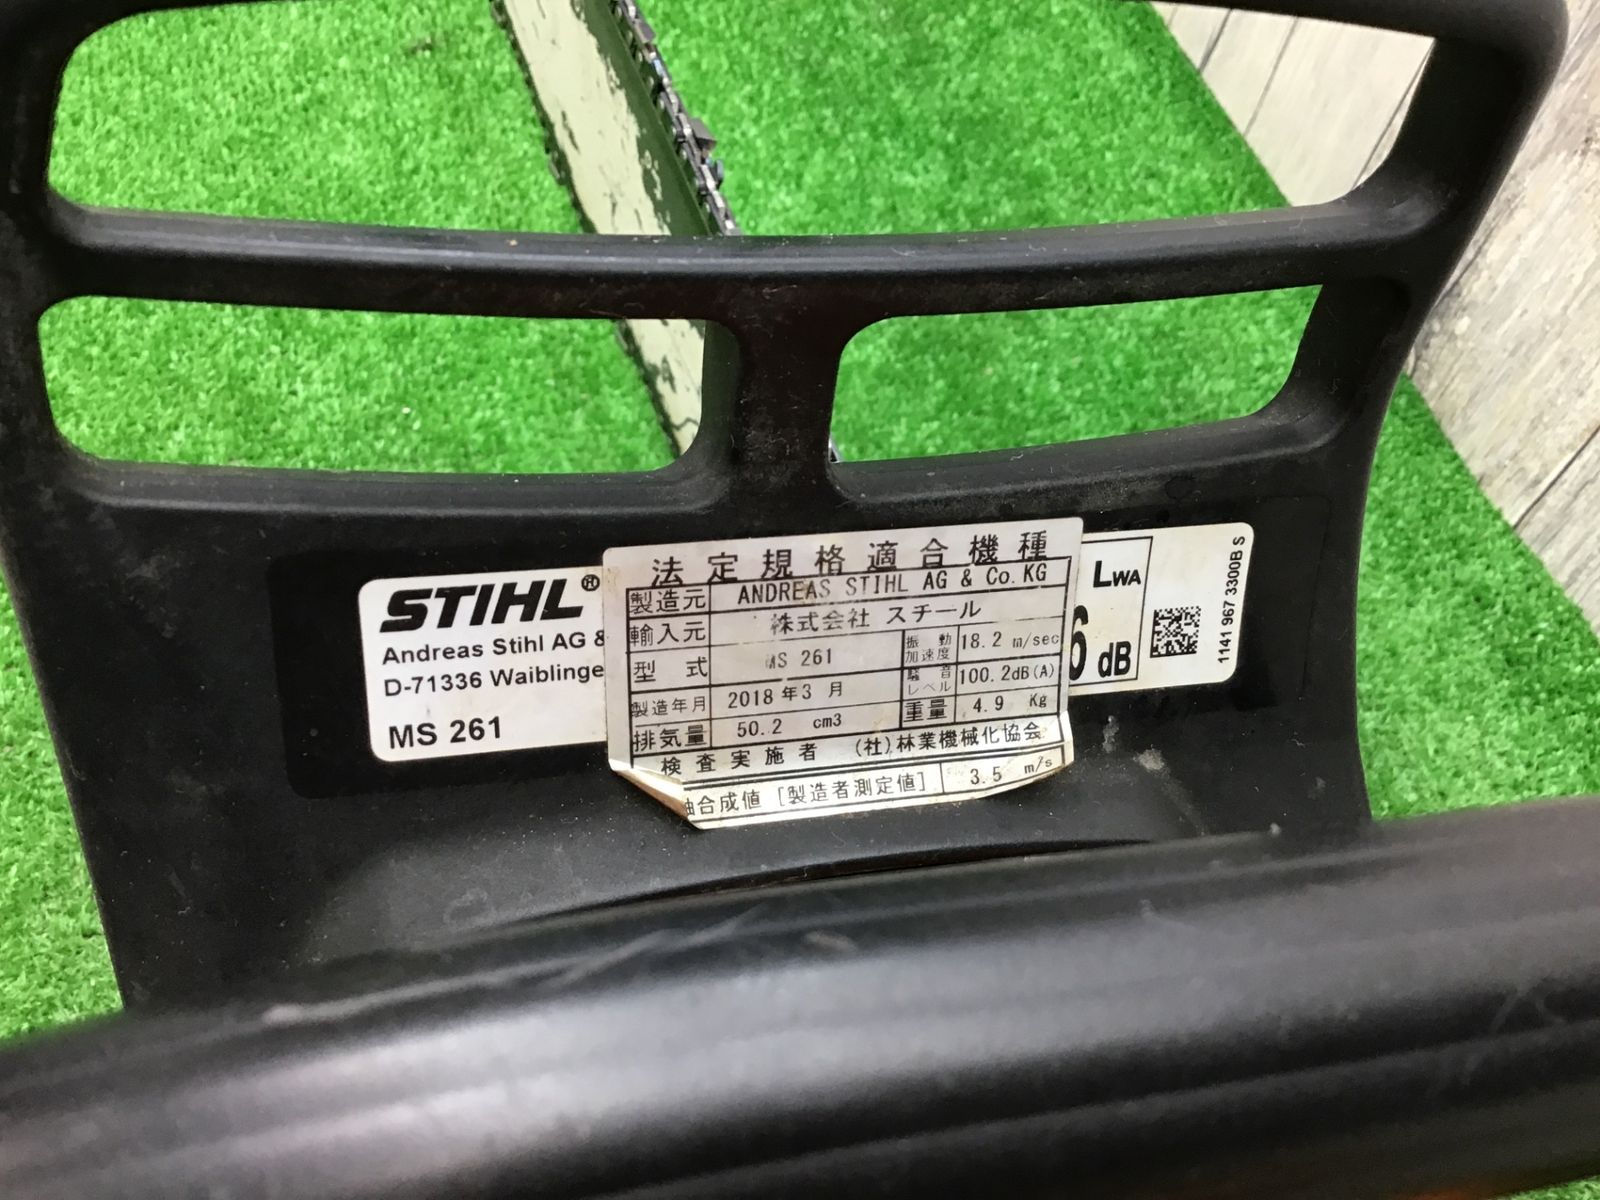 STIHL®
Andreas Stihl AG &
D-71336 Waiblinge
MS 261
法定規格適合機種
製造元 ANDREAS STIHL AG & Co. KG
輸入元 株式会社 スチール
型式 MS 261 振動加速度 18.2 m/sec
騒音レベル 100.2dB(A)
製造年月 2018年3月
重量 4.9 Kg
排気量 50.2 cm3
検査実施者 (社)林業機械化協会
合成値 [製造者測定値] 3.5 m/s
LWA
6 dB
1141 967 3300B S